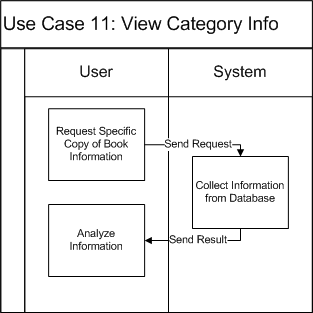 Use Case 11: View Category Info
User
System
Request Specific
Copy of Book
Information
Send Request
Collect Information
from Database
Analyze
Information
Send Result